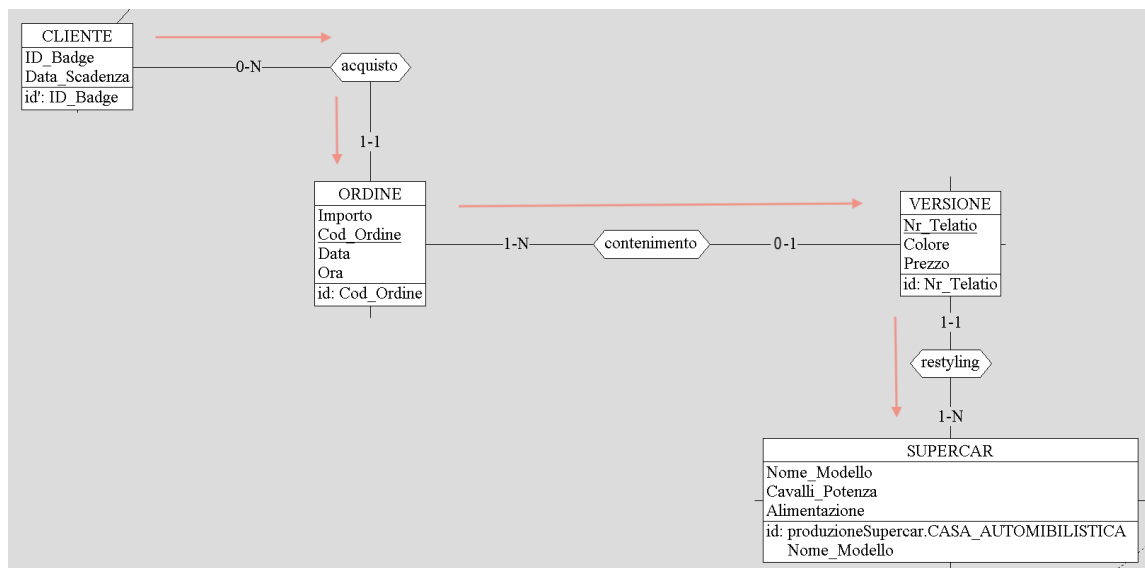 CLIENTE
ID_Badge
Data_Scadenza
id': ID_Badge
0-N
acquisto
1-1
ORDINE
Importo
Cod_Ordine
Data
Ora
id: Cod_Ordine
1-N
contenimento
0-1
VERSIONE
Nr_Telatio
Colore
Prezzo
id: Nr_Telatio
1-1
restyling
1-N
SUPERCAR
Nome_Modello
Cavalli_Potenza
Alimentazione
id: produzioneSupercar.CASA_AUTOMIBILISTICA
Nome_Modello